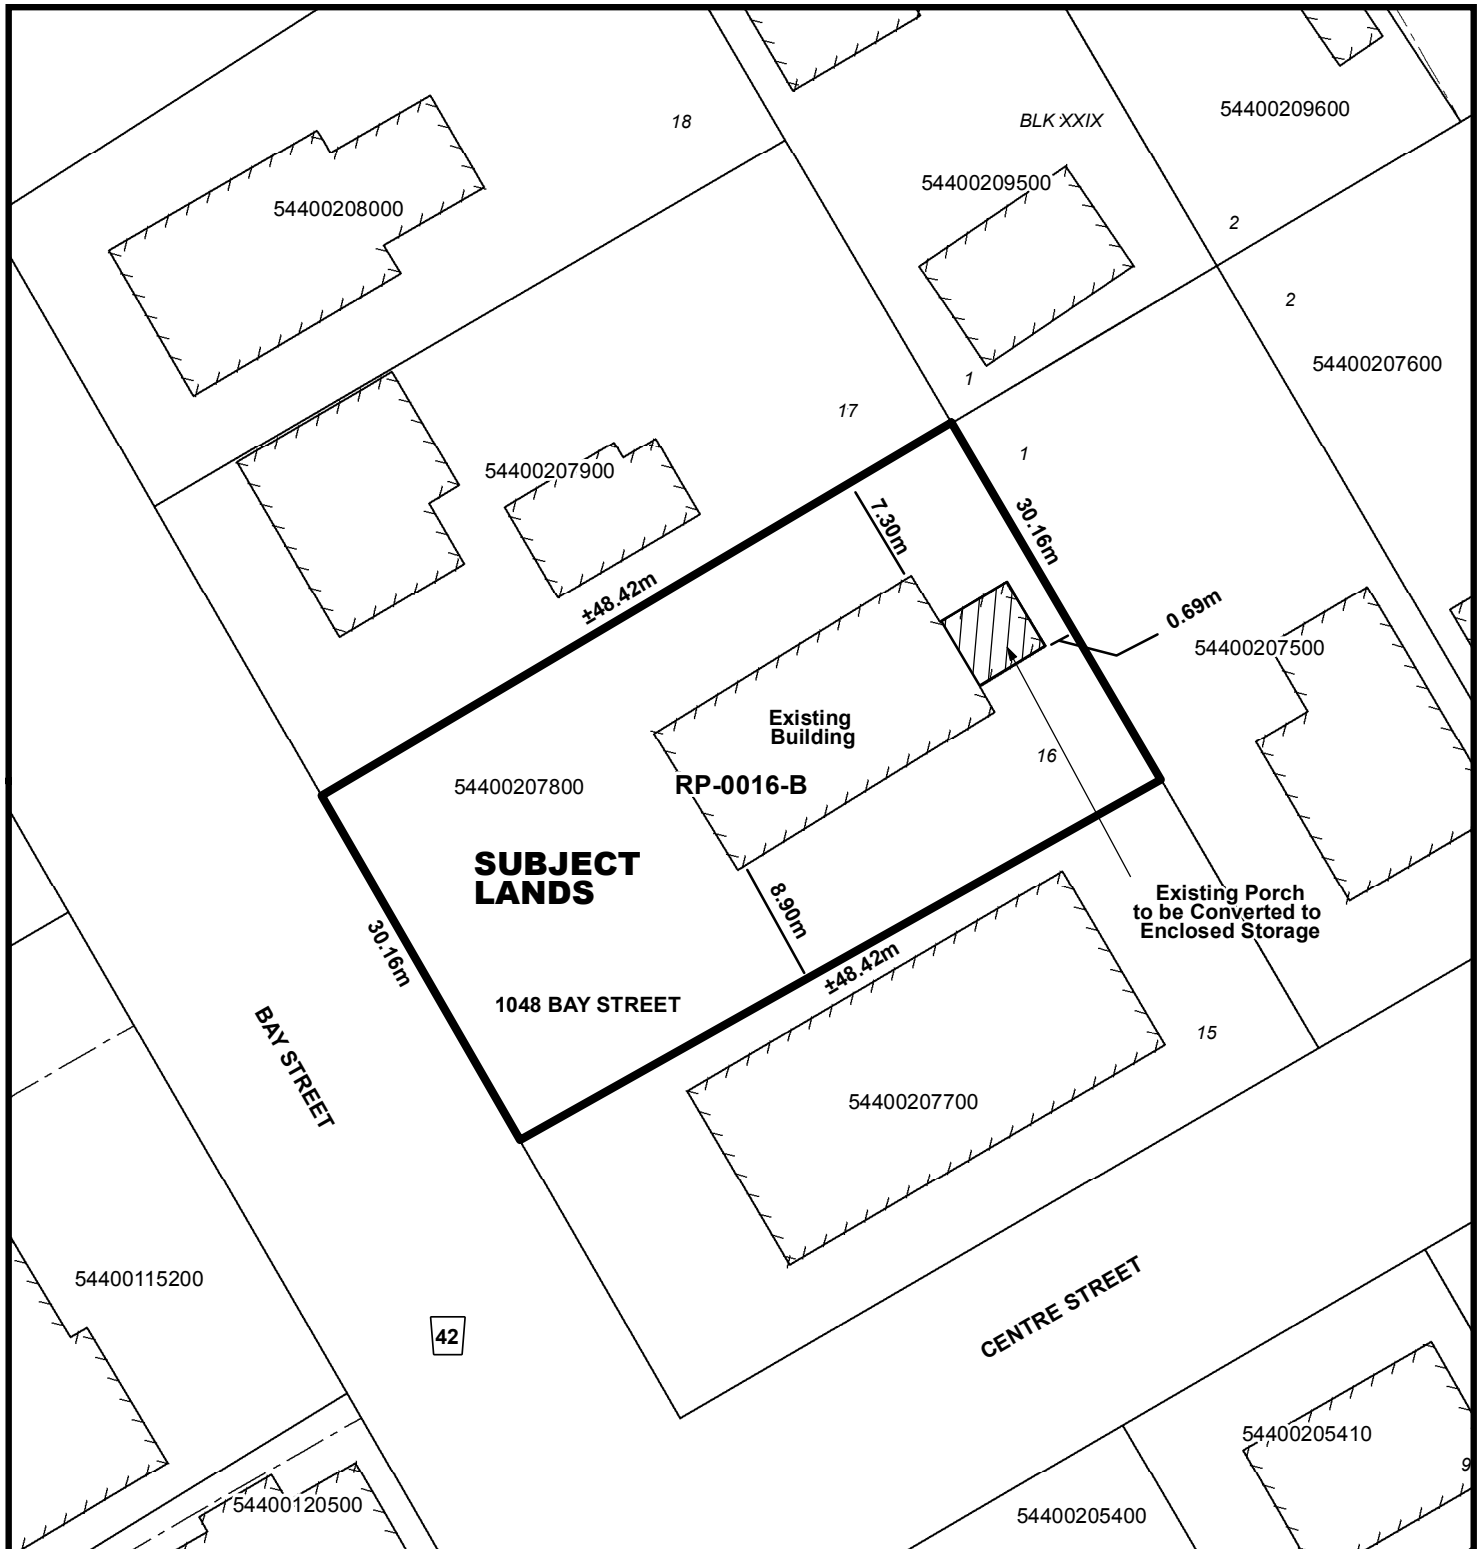 18
BLK XXIX
54400209600
54400209500
54400208000
2
2
54400207600
1
17
1
54400207900
7.30m
30.16m
±48.42m
0.69m
54400207500
Existing
Building
16
54400207800
RP-0016-B
SUBJECT
LANDS
Existing Porch
to be Converted to
Enclosed Storage
8.90m
30.16m
±48.42m
1048 BAY STREET
15
BAY STREET
54400207700
54400115200
CENTRE STREET
42
54400205410
9
54400120500
54400205400